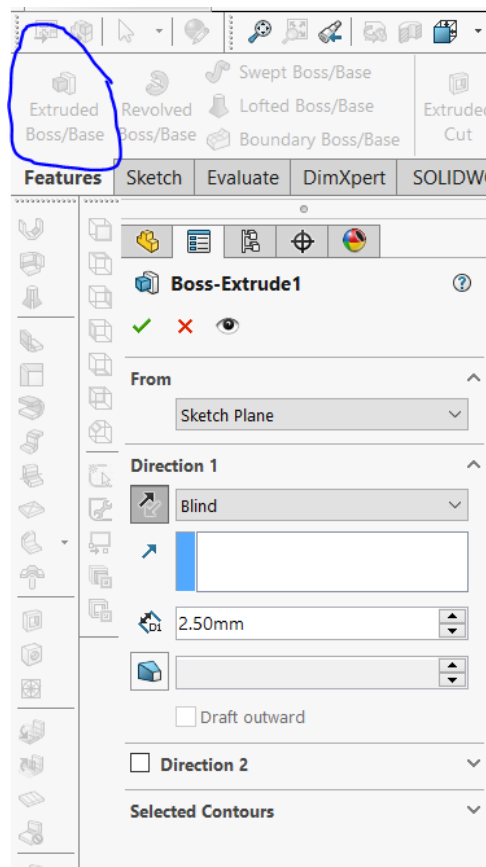 Extruded Boss/Base
Revolved Boss/Base
Swept Boss/Base
Lofted Boss/Base
Boundary Boss/Base
Extruded Cut
Features Sketch Evaluate DimXpert SOLIDW
Boss-Extrude1
?
From
Sketch Plane
Direction 1
Blind
D1
2.50mm
Draft outward
Direction 2
Selected Contours